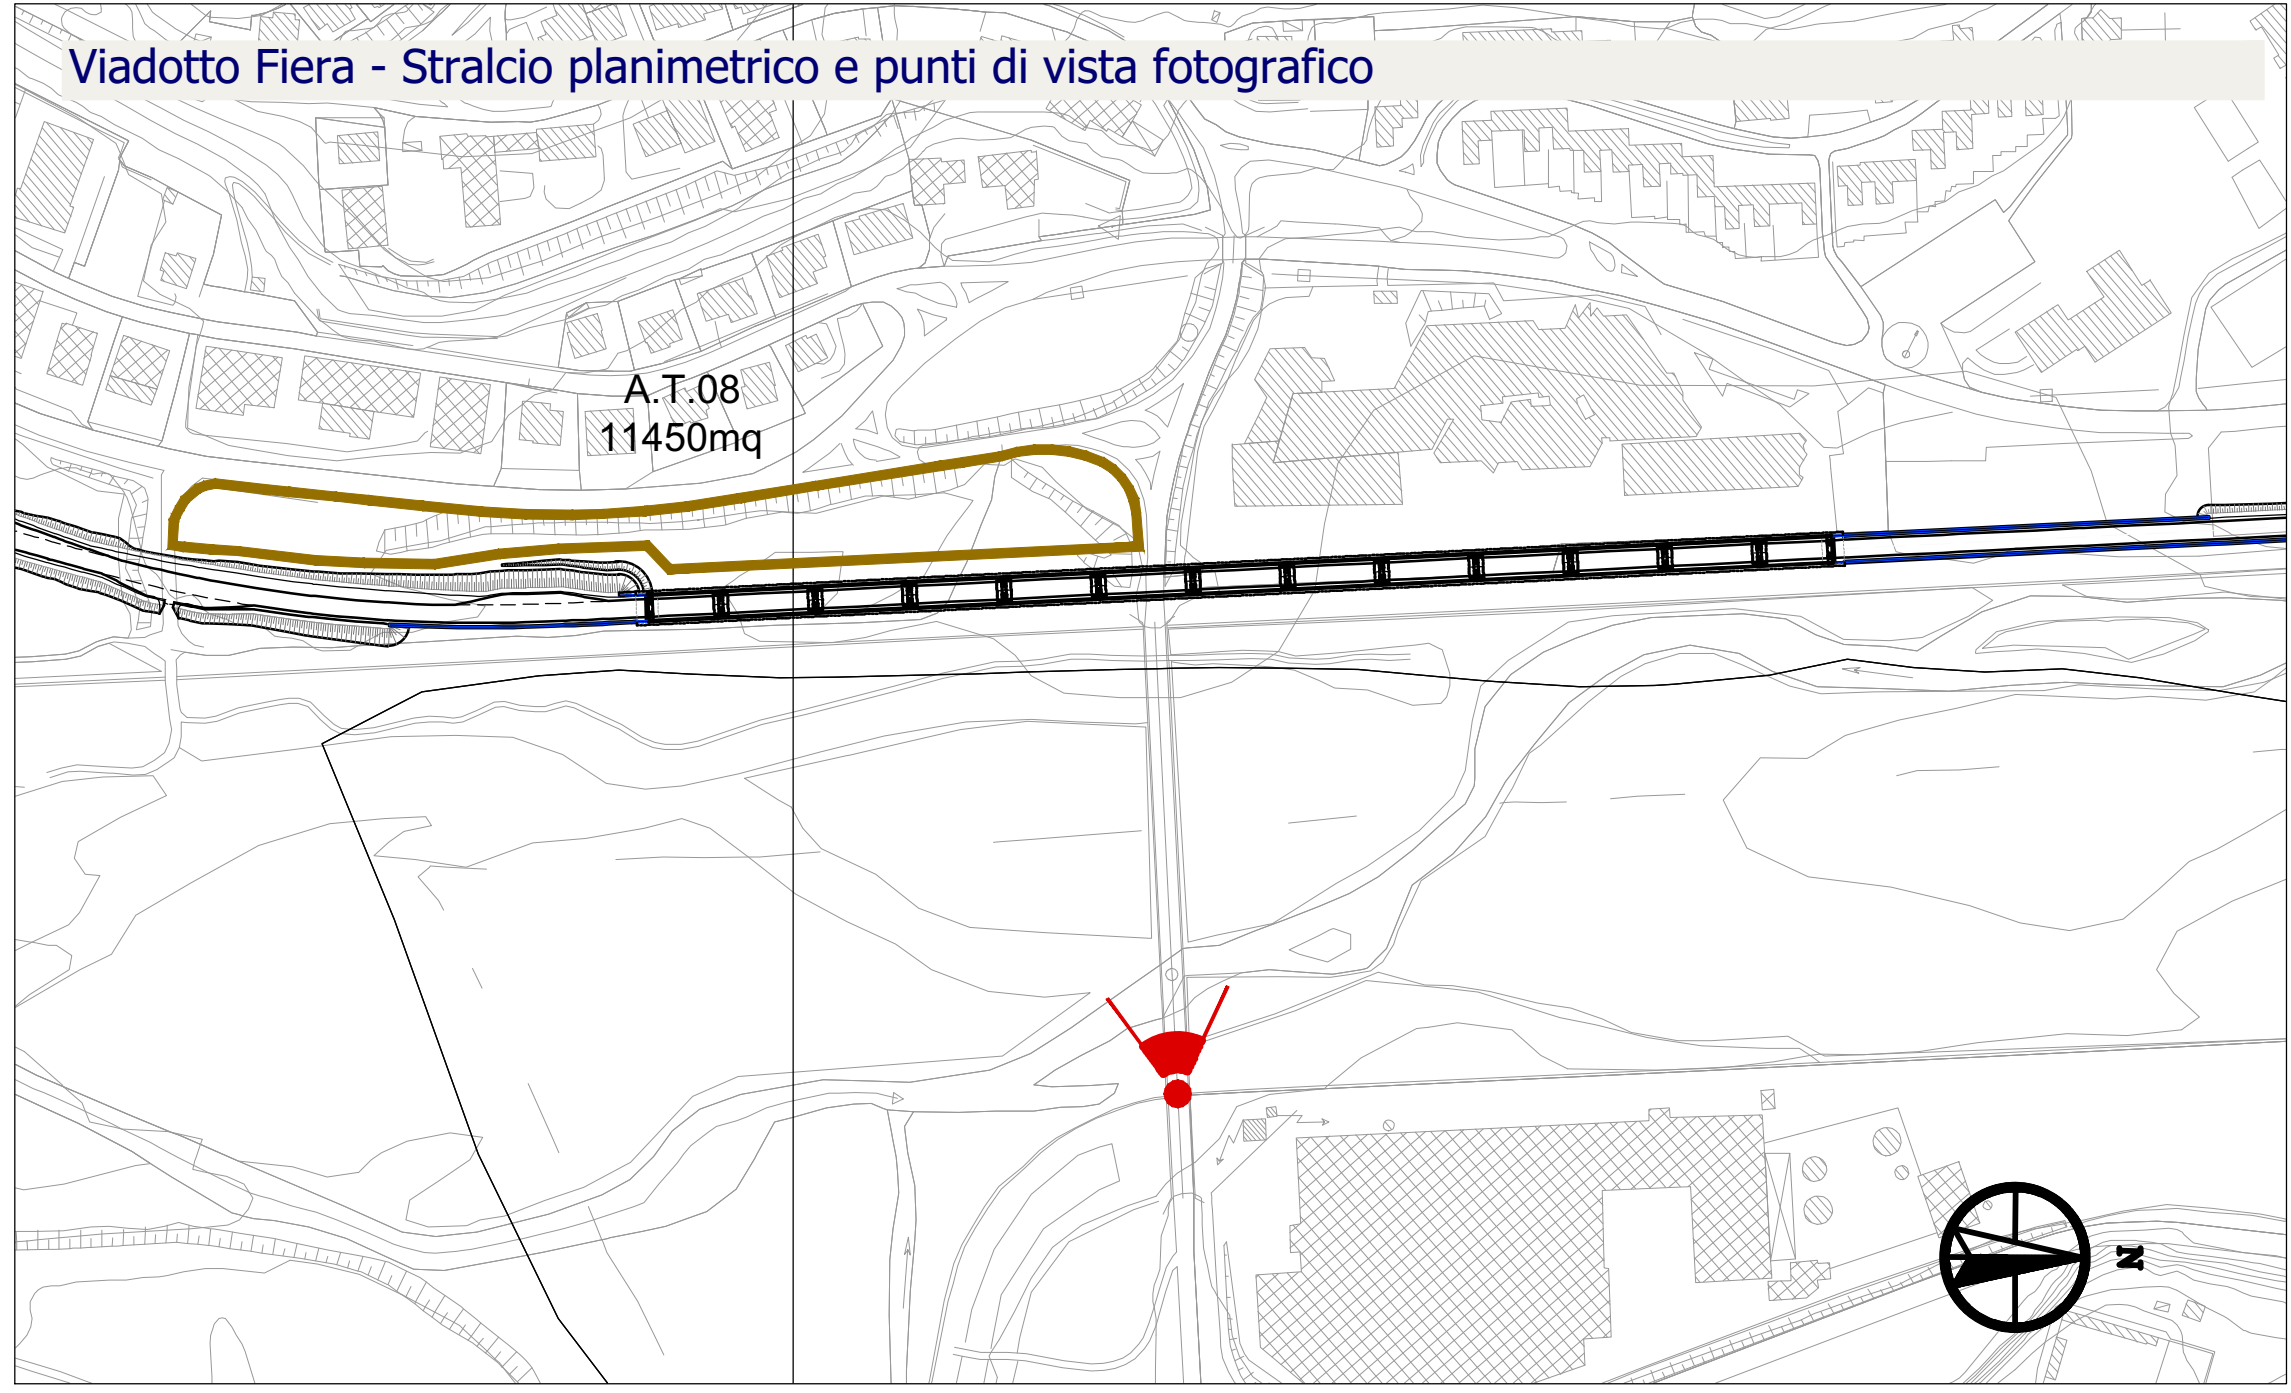 Viadotto Fiera - Stralcio planimetrico e punti di vista fotografico
A.T.08
11450mq
N